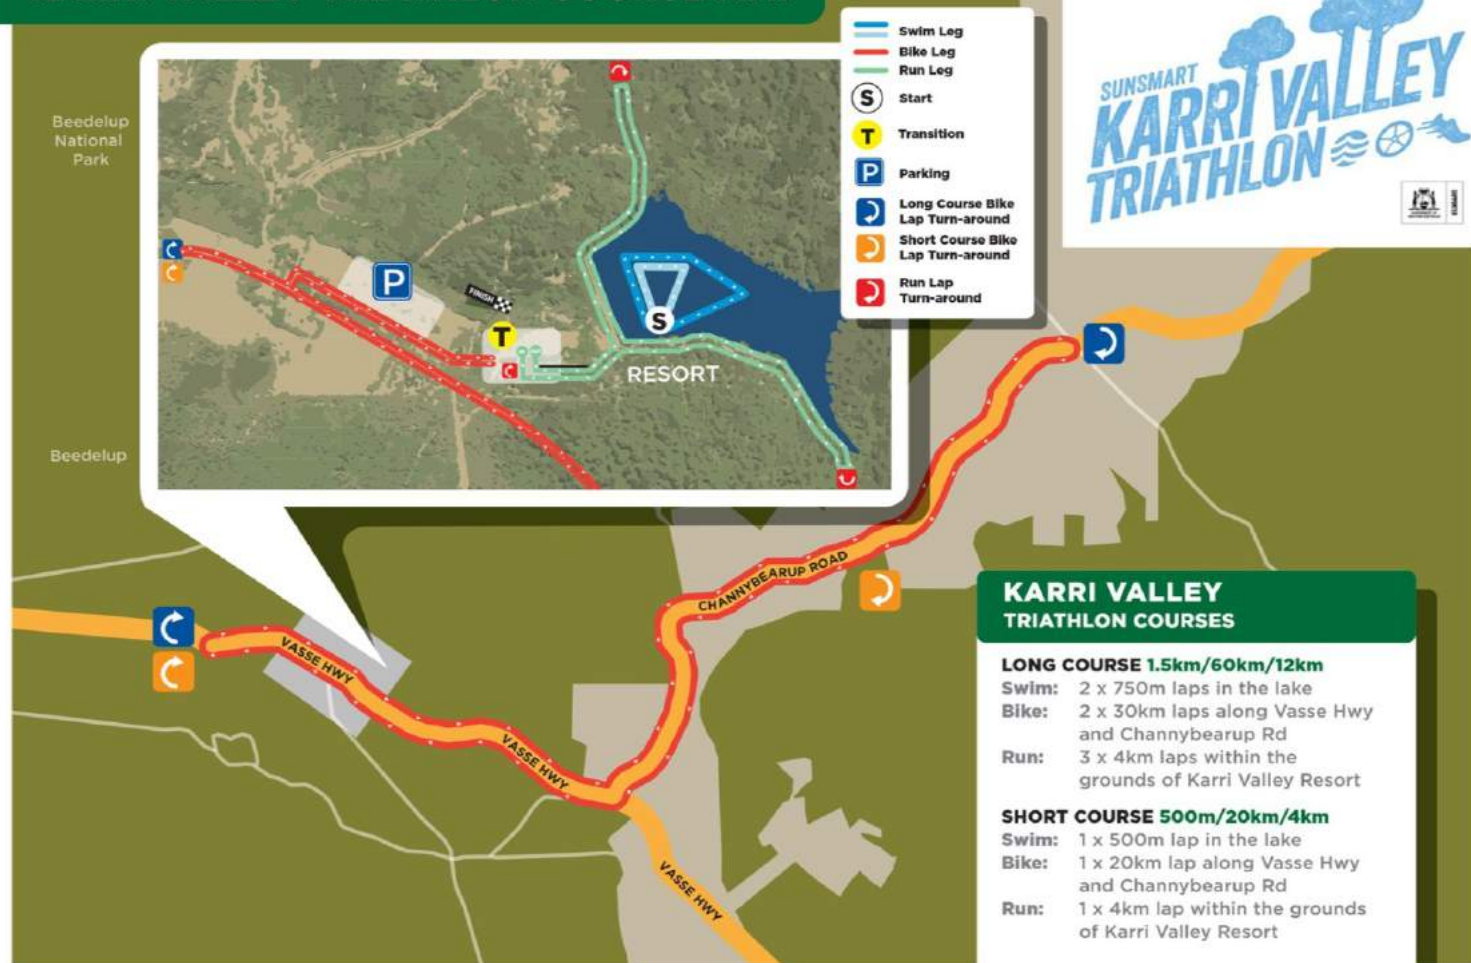 Swim Leg
Bike Leg
Run Leg
S
Start
T
Transition
P
Parking
Long Course Bike
Lap Turn-around
Short Course Bike
Lap Turn-around
Run Lap
Turn-around
SUNSMART
KARRI VALLEY
TRIATHLON
Beedelup
National
Park
P
FINISH
T
S
RESORT
Beedelup
CHANNYBEARUP ROAD
VASSE HWY
VASSE HWY
VASSE HWY
KARRI VALLEY
TRIATHLON COURSES
LONG COURSE 1.5km/60km/12km
Swim: 2 x 750m laps in the lake
Bike: 2 x 30km laps along Vasse Hwy
and Channybearup Rd
Run: 3 x 4km laps within the
grounds of Karri Valley Resort
SHORT COURSE 500m/20km/4km
Swim: 1 x 500m lap in the lake
Bike: 1 x 20km lap along Vasse Hwy
and Channybearup Rd
Run: 1 x 4km lap within the grounds
of Karri Valley Resort